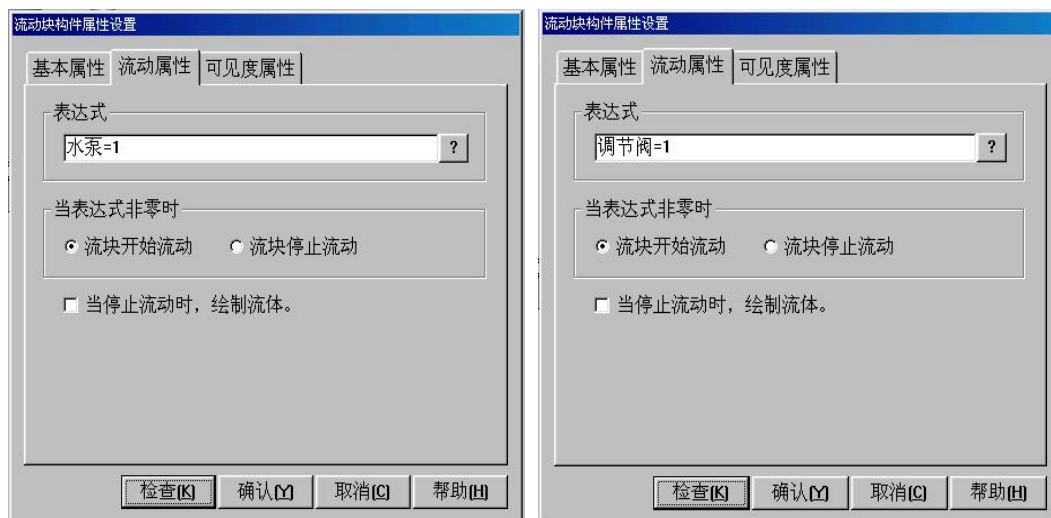 流动块构件属性设置
基本属性 流动属性 可见度属性
表达式
水泵=1 ?
当表达式非零时
流块开始流动 流块停止流动
当停止流动时，绘制流体。
检查(K) 确认(Y) 取消(C) 帮助(H)
流动块构件属性设置
基本属性 流动属性 可见度属性
表达式
调节阀=1 ?
当表达式非零时
流块开始流动 流块停止流动
当停止流动时，绘制流体。
检查(K) 确认(Y) 取消(C) 帮助(H)